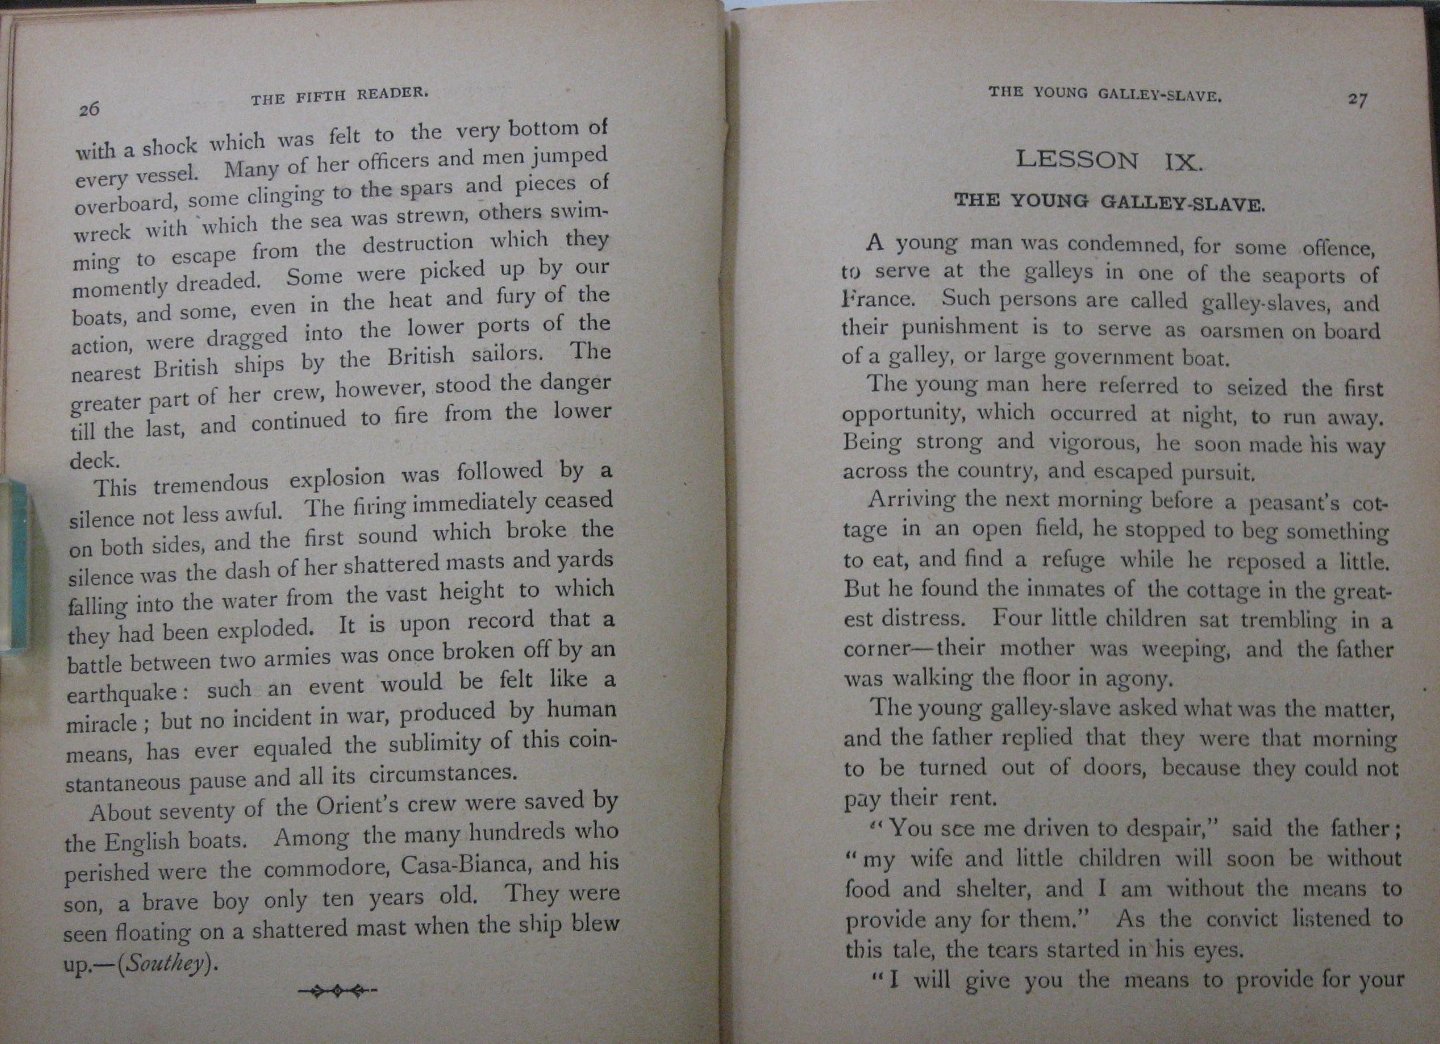 26
THE FIFTH READER.
with a shock which was felt to the very bottom of
every vessel. Many of her officers and men jumped
overboard, some clinging to the spars and pieces of
wreck with which the sea was strewn, others swim-
ming to escape from the destruction which they
momently dreaded. Some were picked up by our
boats, and some, even in the heat and fury of the
action, were dragged into the lower ports of the
nearest British ships by the British sailors. The
greater part of her crew, however, stood the danger
till the last, and continued to fire from the lower
deck.
This tremendous explosion was followed by a
silence not less awful. The firing immediately ceased
on both sides, and the first sound which broke the
silence was the dash of her shattered masts and yards
falling into the water from the vast height to which
they had been exploded. It is upon record that a
battle between two armies was once broken off by an
earthquake: such an event would be felt like a
miracle; but no incident in war, produced by human
means, has ever equaled the sublimity of this coin-
stantaneous pause and all its circumstances.
About seventy of the Orient's crew were saved by
the English boats. Among the many hundreds who
perished were the commodore, Casa-Bianca, and his
son, a brave boy only ten years old. They were
seen floating on a shattered mast when the ship blew
up.—(Southey).
THE YOUNG GALLEY-SLAVE.
27
LESSON IX.
THE YOUNG GALLEY-SLAVE.
A young man was condemned, for some offence,
to serve at the galleys in one of the seaports of
France. Such persons are called galley-slaves, and
their punishment is to serve as oarsmen on board
of a galley, or large government boat.
The young man here referred to seized the first
opportunity, which occurred at night, to run away.
Being strong and vigorous, he soon made his way
across the country, and escaped pursuit.
Arriving the next morning before a peasant's cot-
tage in an open field, he stopped to beg something
to eat, and find a refuge while he reposed a little.
But he found the inmates of the cottage in the great-
est distress. Four little children sat trembling in a
corner—their mother was weeping, and the father
was walking the floor in agony.
The young galley-slave asked what was the matter,
and the father replied that they were that morning
to be turned out of doors, because they could not
pay their rent.
"You see me driven to despair," said the father;
"my wife and little children will soon be without
food and shelter, and I am without the means to
provide any for them." As the convict listened to
this tale, the tears started in his eyes.
"I will give you the means to provide for your